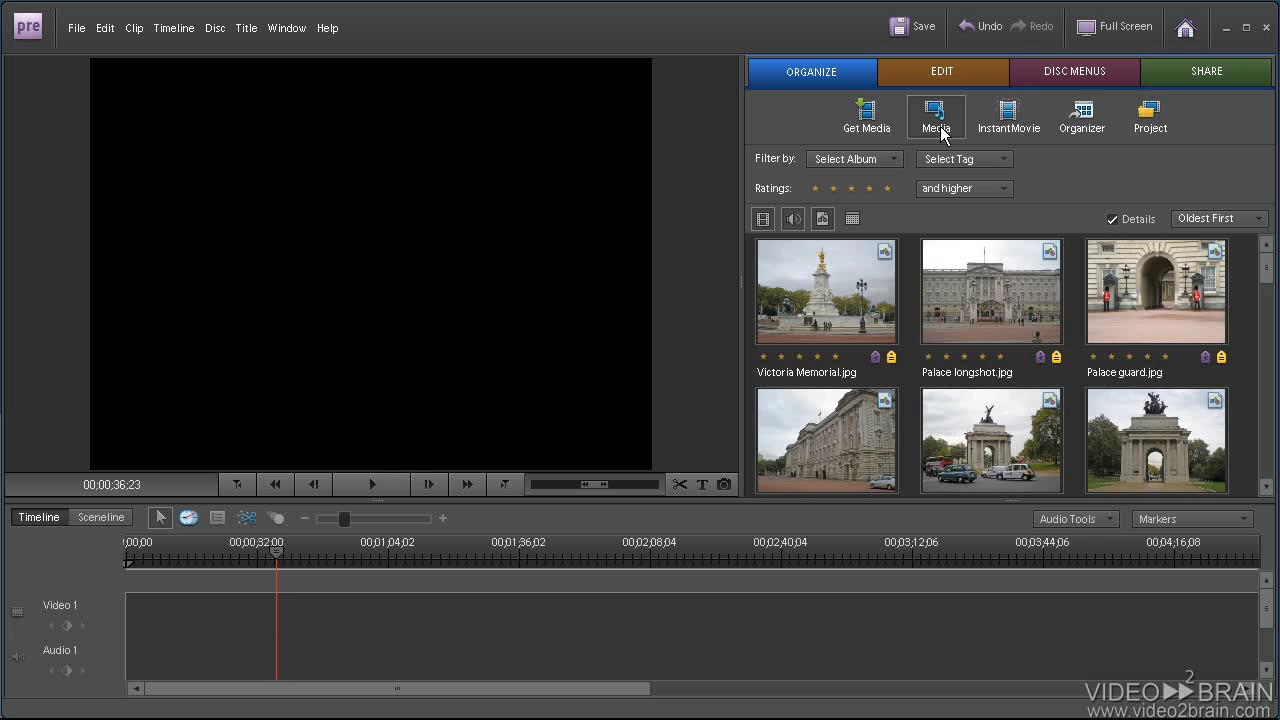 pre File Edit Clip Timeline Disc Title Window Help Save Undo Redo Full Screen
ORGANIZE EDIT DISC MENUS SHARE
Get Media Media InstantMovie Organizer Project
Filter by: Select Album Select Tag
Ratings: and higher
Details Oldest First
Victoria Memorial.jpg Palace longshot.jpg Palace guard.jpg
00;00;36;23 T
Timeline Sceneline Audio Tools Markers
;00;00 00;00;32;00 00;01;04;02 00;01;36;02 00;02;08;04 00;02;40;04 00;03;12;06 00;03;44;06 00;04;16;08
Video 1
Audio 1
VIDEO 2 BRAIN
www.video2brain.com